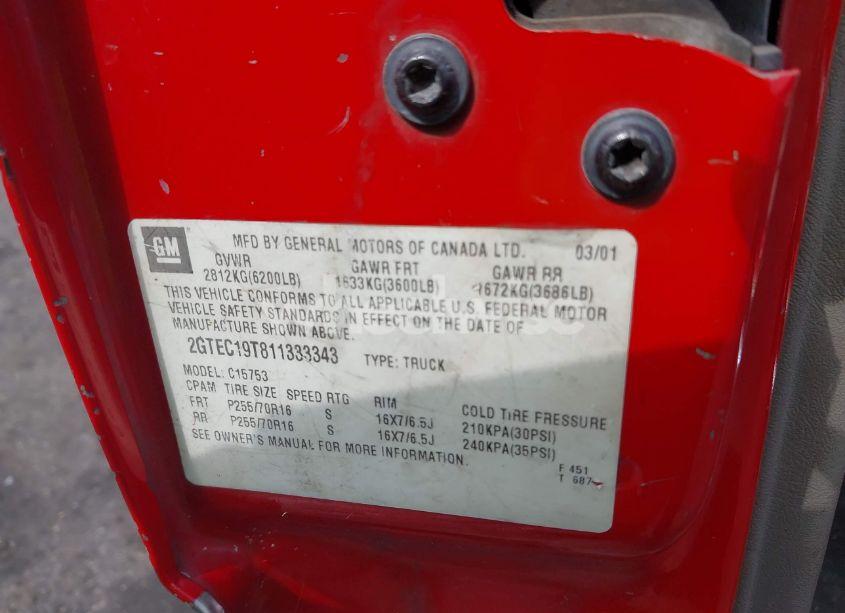 GM MFD BY GENERAL MOTORS OF CANADA LTD. 03/01
GVWR GAWR FRT GAWR RR
2812KG(6200LB) 1633KG(3600LB) 1672KG(3686LB)
THIS VEHICLE CONFORMS TO ALL APPLICABLE U.S. FEDERAL MOTOR
VEHICLE SAFETY STANDARDS IN EFFECT ON THE DATE OF
MANUFACTURE SHOWN ABOVE.
2GTEC19T811333343 TYPE: TRUCK
MODEL: C15753
CPAM TIRE SIZE SPEED RTG RIM COLD TIRE PRESSURE
FRT P255/70R16 S 16X7/6.5J 210KPA(30PSI)
RR P255/70R16 S 16X7/6.5J 240KPA(35PSI)
SEE OWNER'S MANUAL FOR MORE INFORMATION.
F 451
T 687